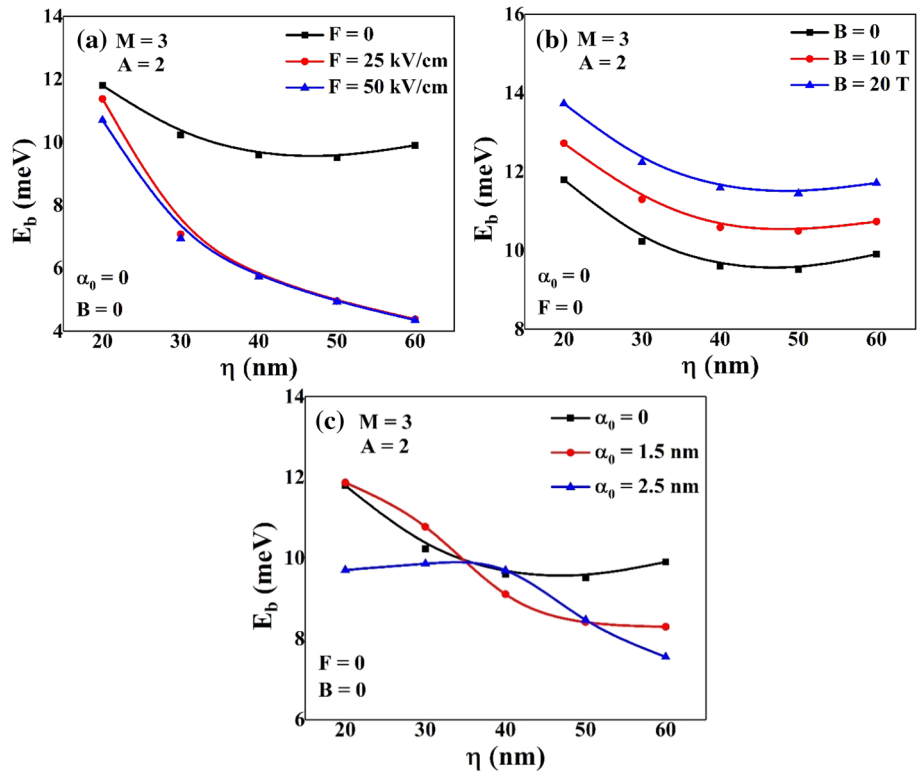 (a)
M = 3
A = 2
F = 0
F = 25 kV/cm
F = 50 kV/cm
α₀ = 0
B = 0
E_b (meV)
14
12
10
8
6
4
20 30 40 50 60
η (nm)
(b)
M = 3
A = 2
B = 0
B = 10 T
B = 20 T
α₀ = 0
F = 0
E_b (meV)
16
14
12
10
8
20 30 40 50 60
η (nm)
(c)
M = 3
A = 2
α₀ = 0
α₀ = 1.5 nm
α₀ = 2.5 nm
F = 0
B = 0
E_b (meV)
14
12
10
8
6
20 30 40 50 60
η (nm)